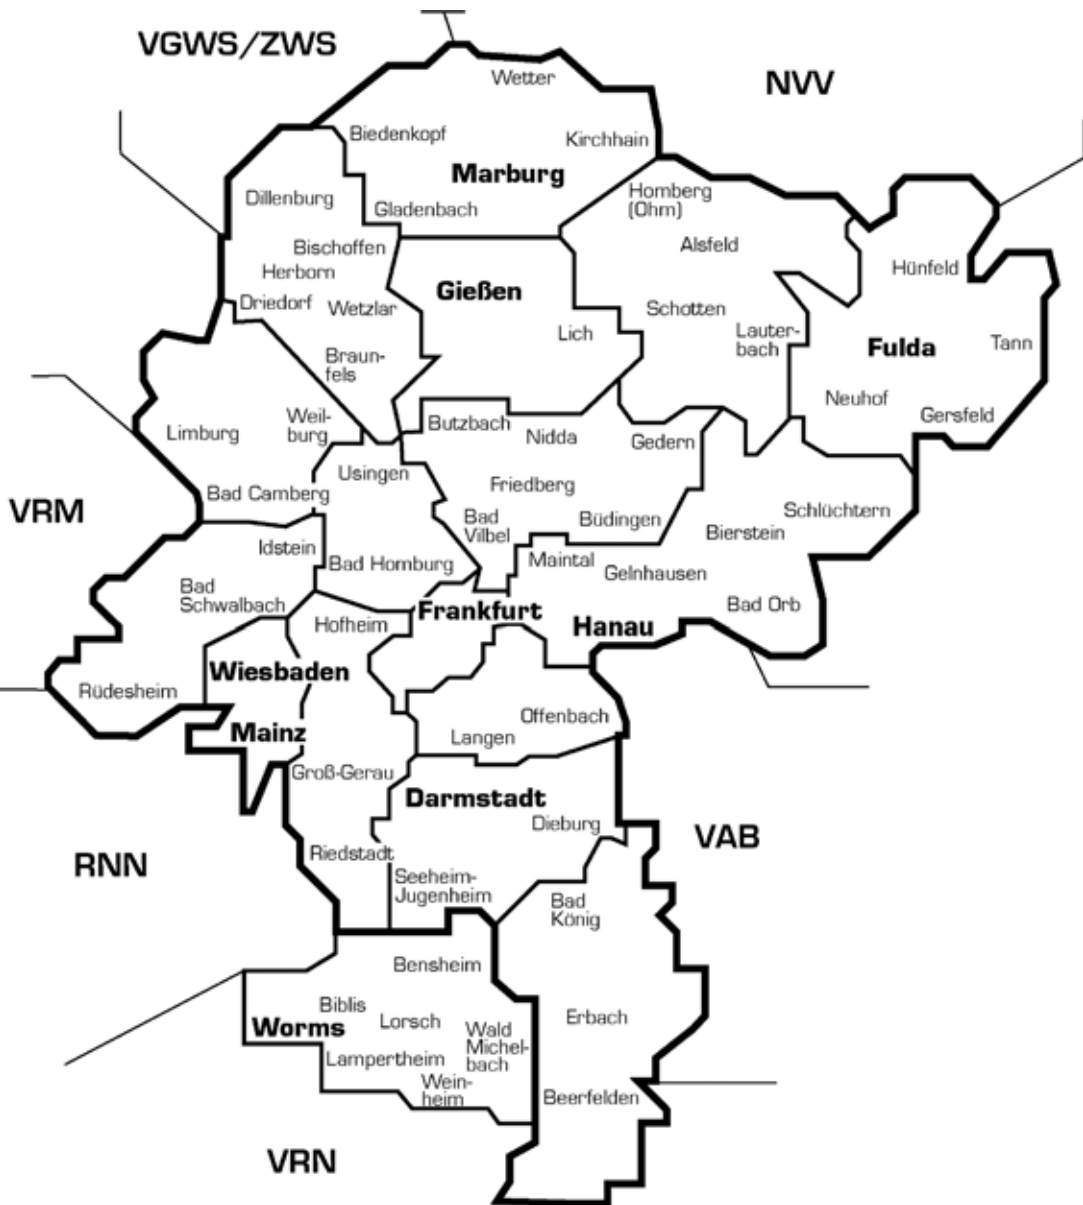 VGWS/ZWS
NVV
Wetter
Biedenkopf
Kirchhain
Marburg
Homberg
(Ohm)
Dillenburg
Gladenbach
Alsfeld
Bischoffen
Herborn
Hünfeld
Gießen
Driedorf
Wetzlar
Schotten
Lich
Lauter-
bach
Fulda
Tann
Braun-
fels
Neuhof
Gersfeld
Weil-
burg
Butzbach
Limburg
Nidda
Gedern
Usingen
Friedberg
Bad Camberg
VRM
Schlüchtern
Bad
Vilbel
Büdingen
Bierstein
Idstein
Bad Homburg
Maintal
Gelnhausen
Bad
Schwalbach
Bad Orb
Frankfurt
Hofheim
Hanau
Wiesbaden
Rüdesheim
Offenbach
Mainz
Langen
Groß-Gerau
Darmstadt
Dieburg
VAB
Riedstadt
RNN
Seeheim-
Jugenheim
Bad
König
Bensheim
Biblis
Worms
Lorsch
Erbach
Wald
Michel-
bach
Lampertheim
Wein-
heim
Beerfelden
VRN